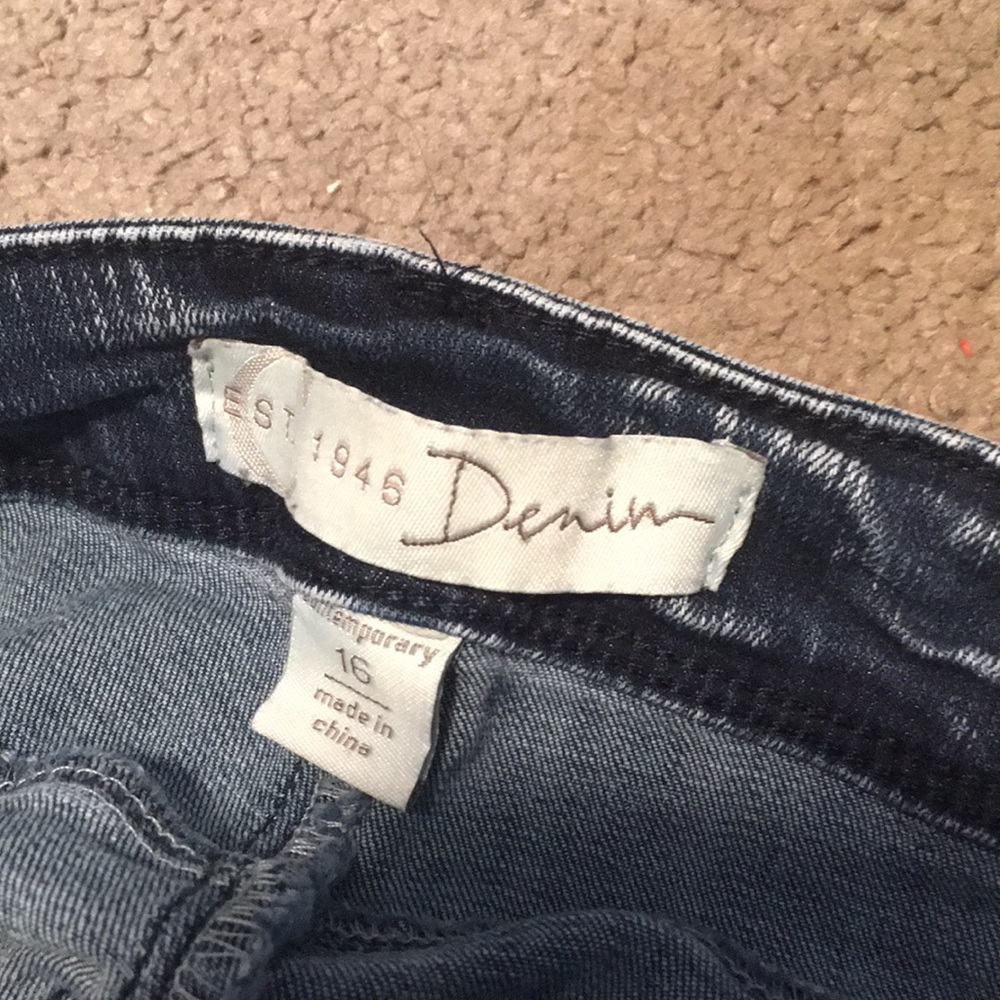 EST. 1946 Denim
16
made in
china